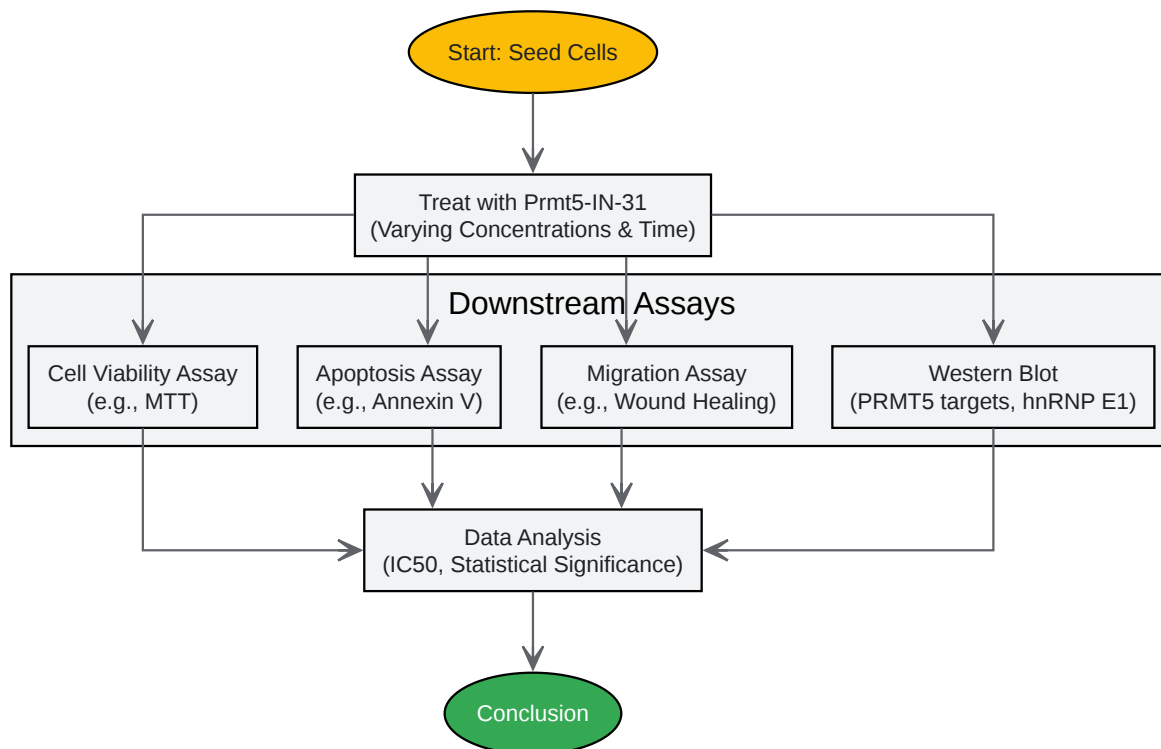 Start: Seed Cells
Treat with Prmt5-IN-31
(Varying Concentrations & Time)
Downstream Assays
Cell Viability Assay
(e.g., MTT)
Apoptosis Assay
(e.g., Annexin V)
Migration Assay
(e.g., Wound Healing)
Western Blot
(PRMT5 targets, hnRNP E1)
Data Analysis
(IC50, Statistical Significance)
Conclusion